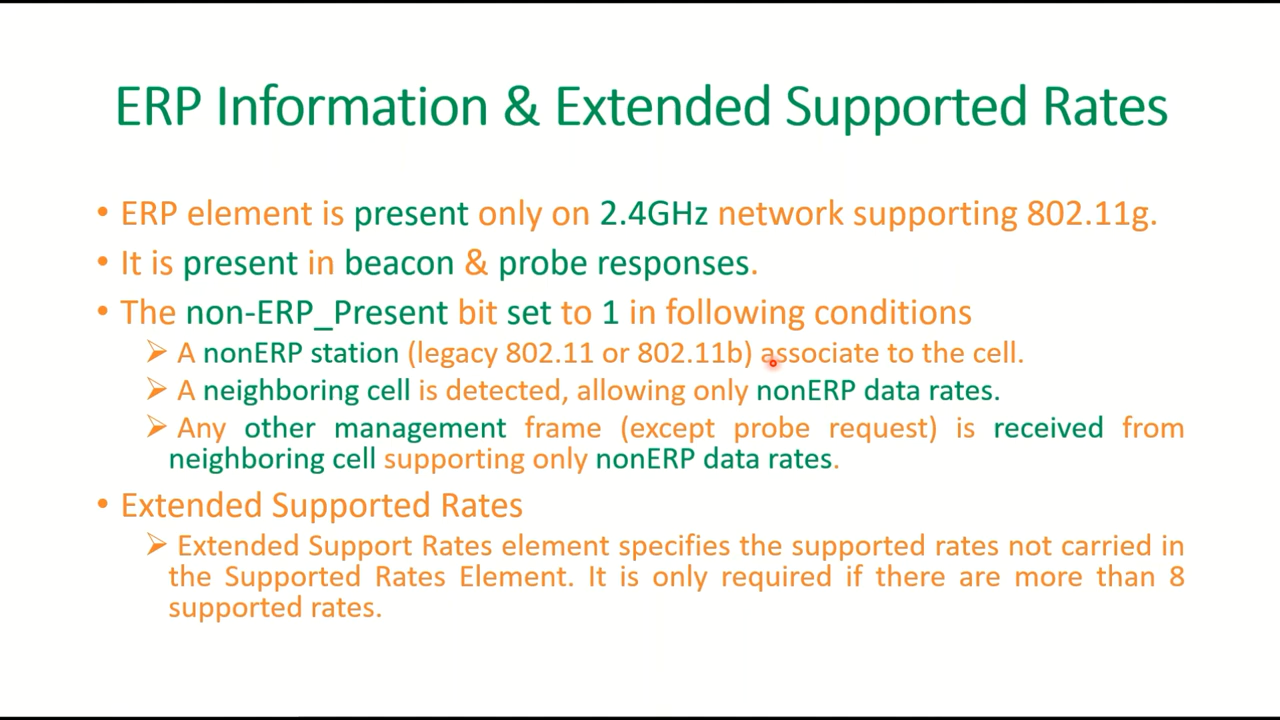 ERP Information & Extended Supported Rates
• ERP element is present only on 2.4GHz network supporting 802.11g.
• It is present in beacon & probe responses.
• The non-ERP_Present bit set to 1 in following conditions
➢ A nonERP station (legacy 802.11 or 802.11b) associate to the cell.
➢ A neighboring cell is detected, allowing only nonERP data rates.
➢ Any other management frame (except probe request) is received from
neighboring cell supporting only nonERP data rates.
• Extended Supported Rates
➢ Extended Support Rates element specifies the supported rates not carried in
the Supported Rates Element. It is only required if there are more than 8
supported rates.